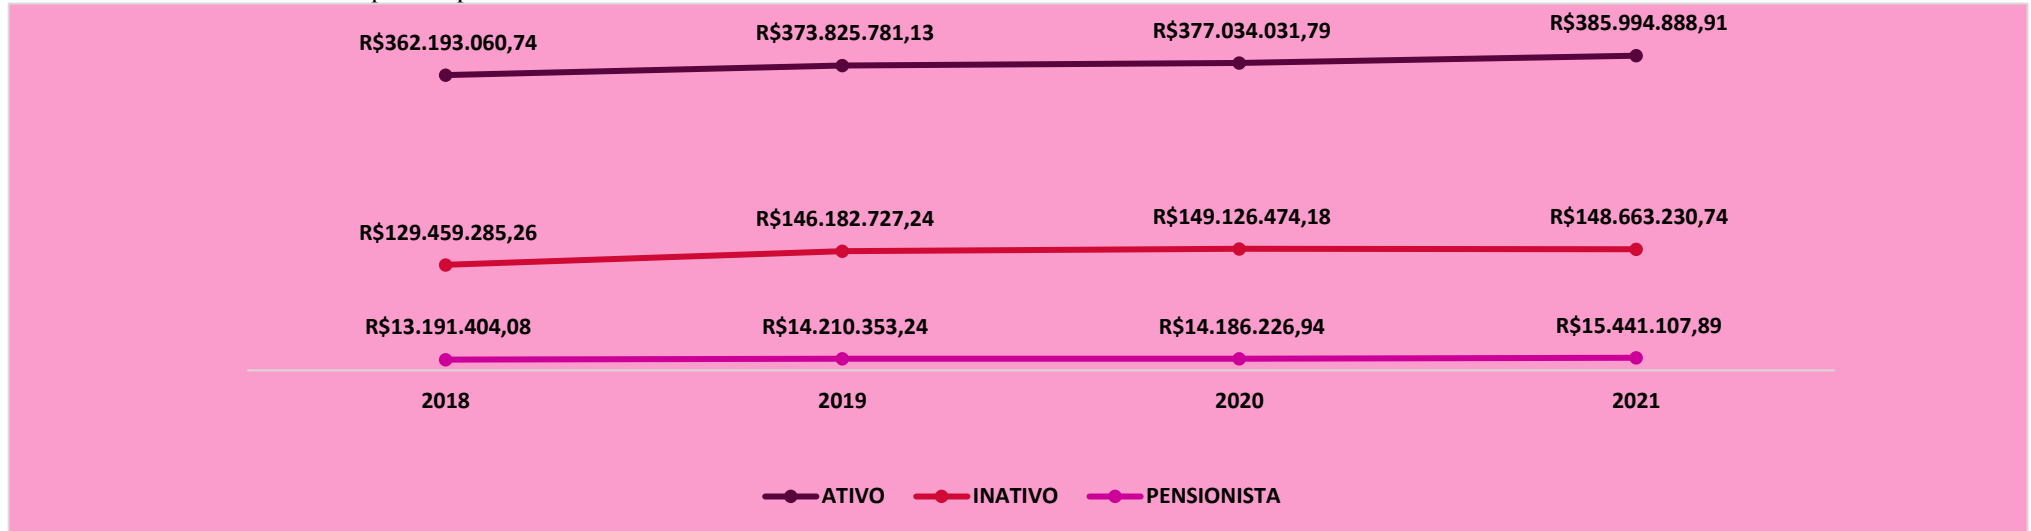 R$362.193.060,74 R$373.825.781,13 R$377.034.031,79 R$385.994.888,91
R$129.459.285,26 R$146.182.727,24 R$149.126.474,18 R$148.663.230,74
R$13.191.404,08 R$14.210.353,24 R$14.186.226,94 R$15.441.107,89
2018 2019 2020 2021
ATIVO INATIVO PENSIONISTA